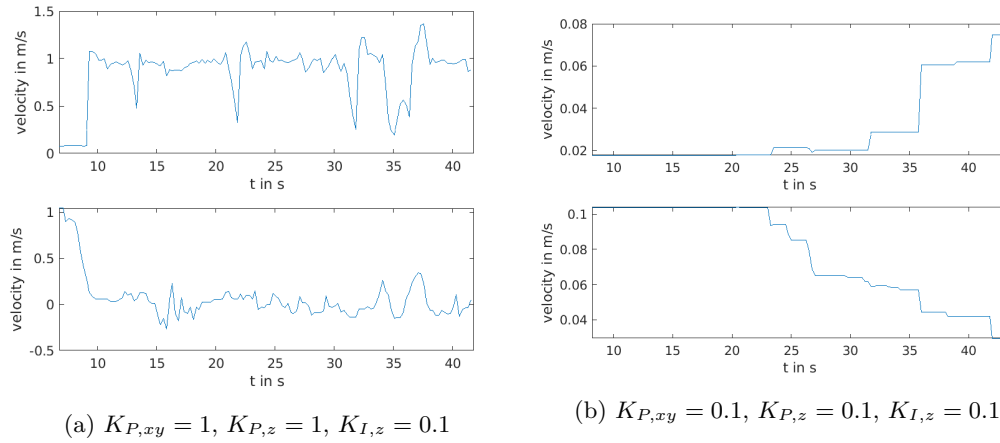 1.5
1
0.5
0
velocity in m/s
10 15 20 25 30 35 40
t in s
1
0.5
0
-0.5
velocity in m/s
10 15 20 25 30 35 40
t in s
(a) K_{P,xy} = 1, K_{P,z} = 1, K_{I,z} = 0.1
0.08
0.06
0.04
0.02
velocity in m/s
10 15 20 25 30 35 40
t in s
0.1
0.08
0.06
0.04
velocity in m/s
10 15 20 25 30 35 40
t in s
(b) K_{P,xy} = 0.1, K_{P,z} = 0.1, K_{I,z} = 0.1